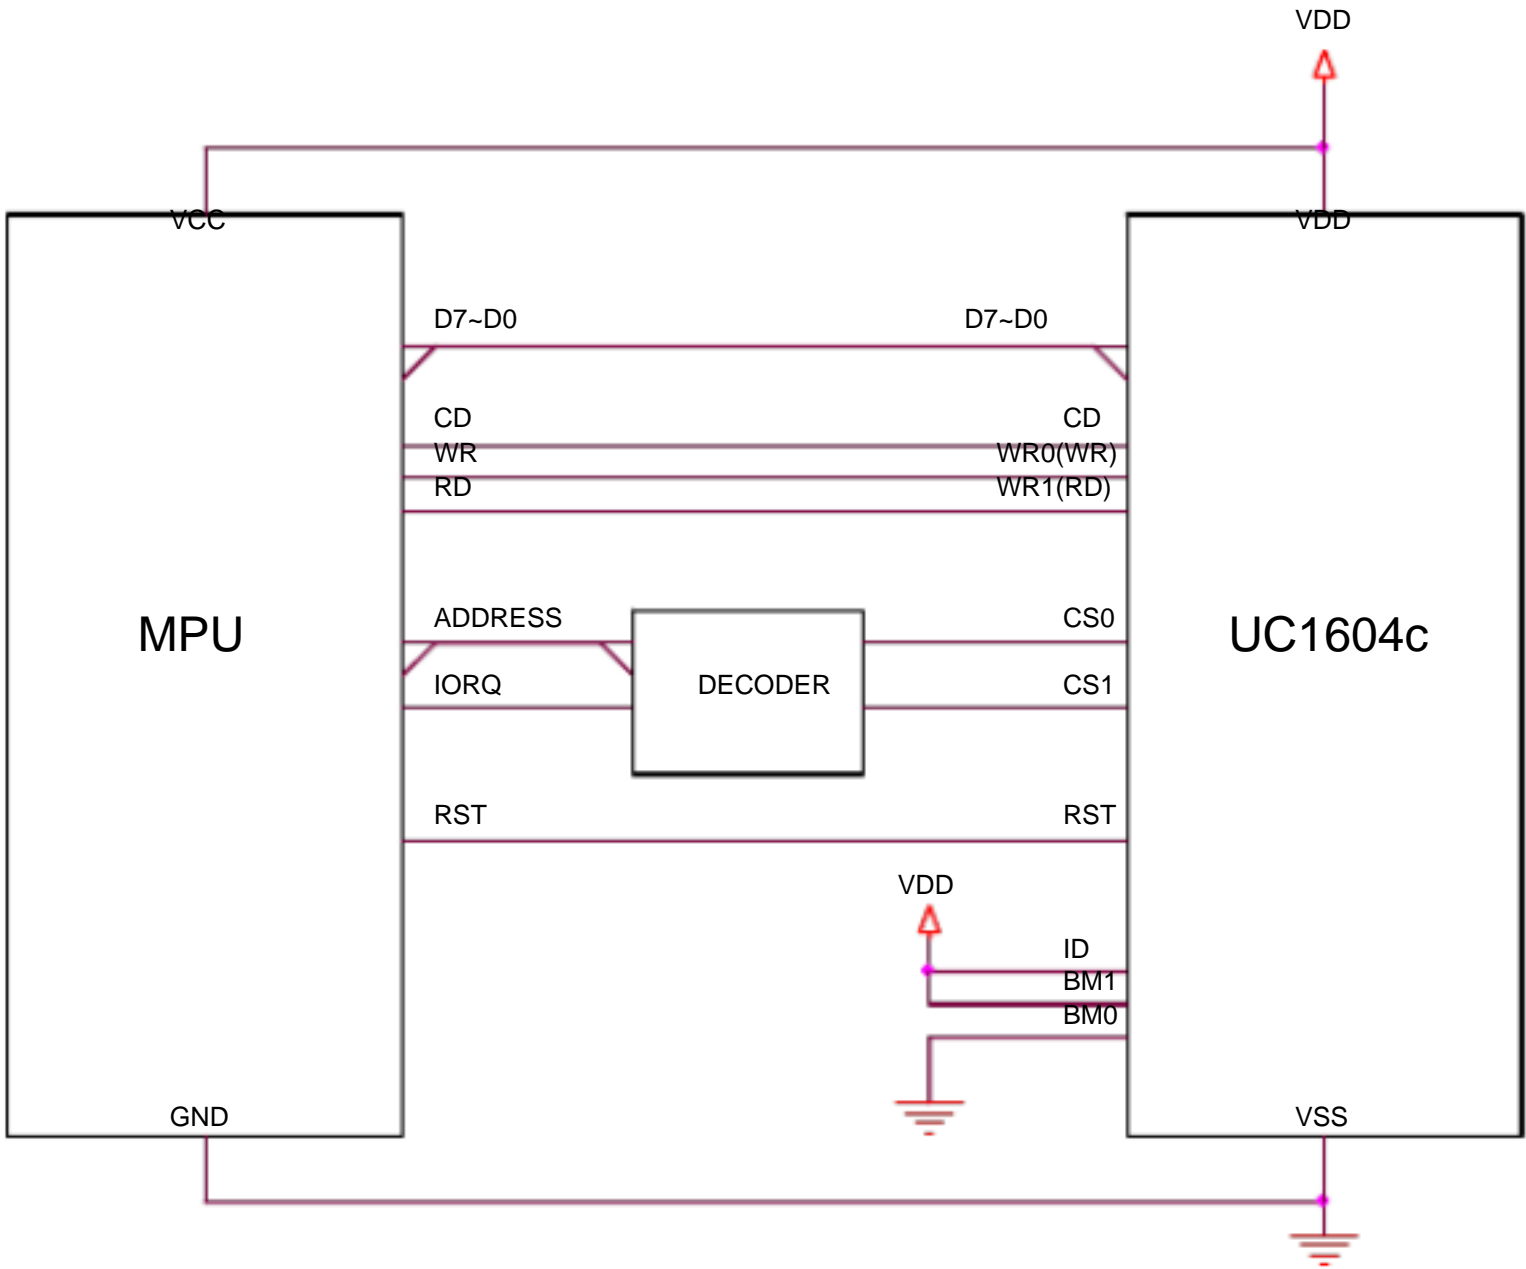 VDD
VCC VDD
D7~D0 D7~D0
CD CD
WR WR0(WR)
RD WR1(RD)
ADDRESS CS0
MPU UC1604c
IORQ DECODER CS1
RST RST
VDD
ID
BM1
BM0
GND VSS